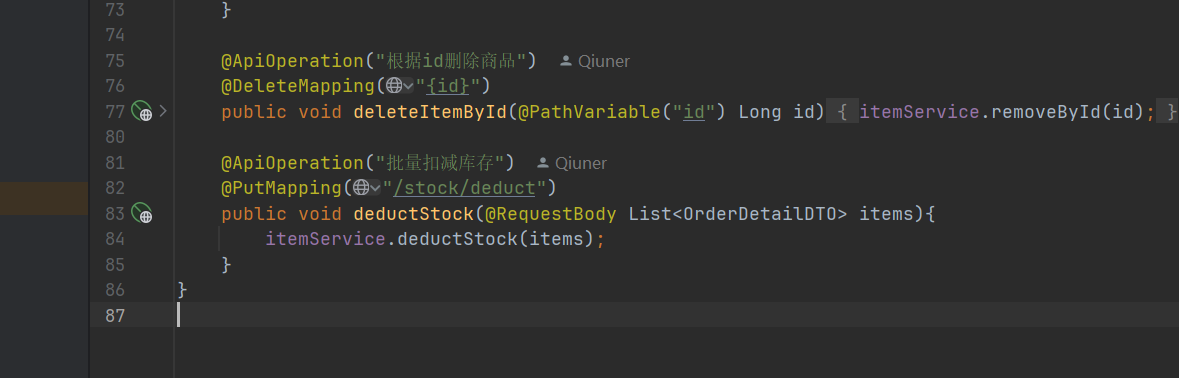 73 }
74
75 @ApiOperation("根据id删除商品") Qiuner
76 @DeleteMapping("{id}")
77 public void deleteItemById(@PathVariable("id") Long id) { itemService.removeById(id); }
80
81 @ApiOperation("批量扣减库存") Qiuner
82 @PutMapping("/stock/deduct")
83 public void deductStock(@RequestBody List<OrderDetailDTO> items){
84 itemService.deductStock(items);
85 }
86 }
87